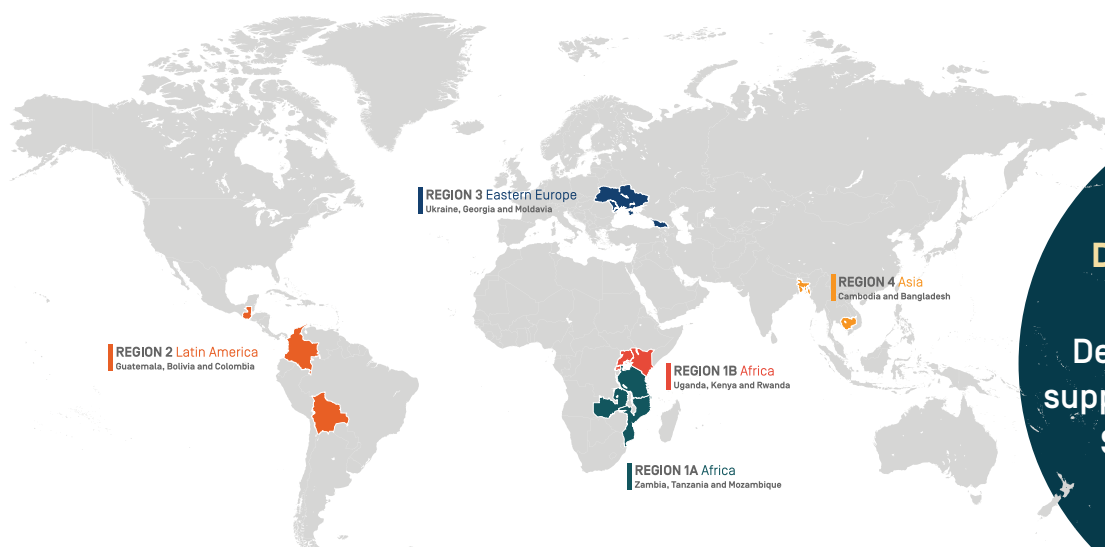 REGION 3 Eastern Europe
Ukraine, Georgia and Moldavia
REGION 4 Asia
Cambodia and Bangladesh
REGION 2 Latin America
Guatemala, Bolivia and Colombia
REGION 1B Africa
Uganda, Kenya and Rwanda
REGION 1A Africa
Zambia, Tanzania and Mozambique